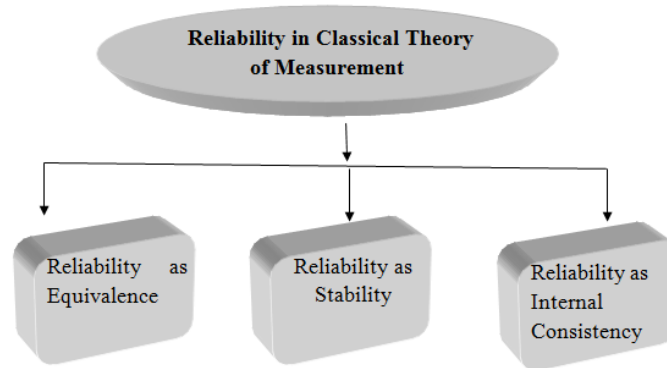 Reliability in Classical Theory
of Measurement
Reliability as
Equivalence
Reliability as
Stability
Reliability as
Internal
Consistency